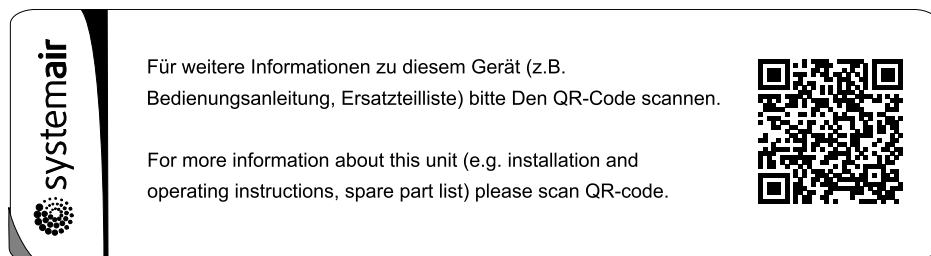 systemair
Für weitere Informationen zu diesem Gerät (z.B.
Bedienungsanleitung, Ersatzteilliste) bitte Den QR-Code scannen.
For more information about this unit (e.g. installation and
operating instructions, spare part list) please scan QR-code.